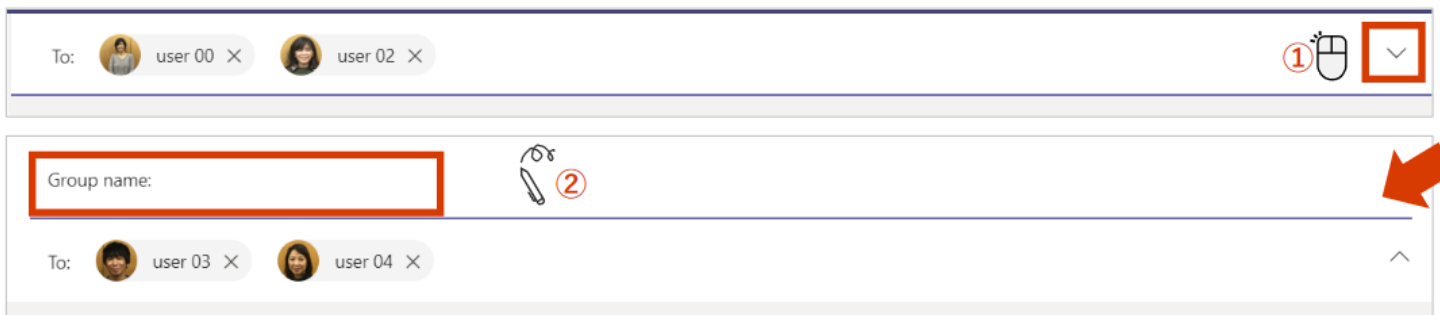 To: user 00 user 02 ①
Group name: ②
To: user 03 user 04